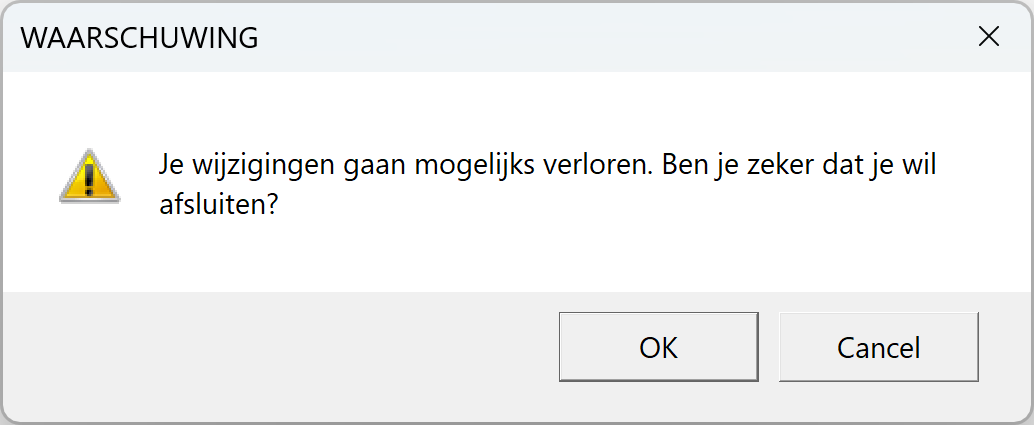 WAARSCHUWING
Je wijzigingen gaan mogelijks verloren. Ben je zeker dat je wil
afsluiten?
OK
Cancel